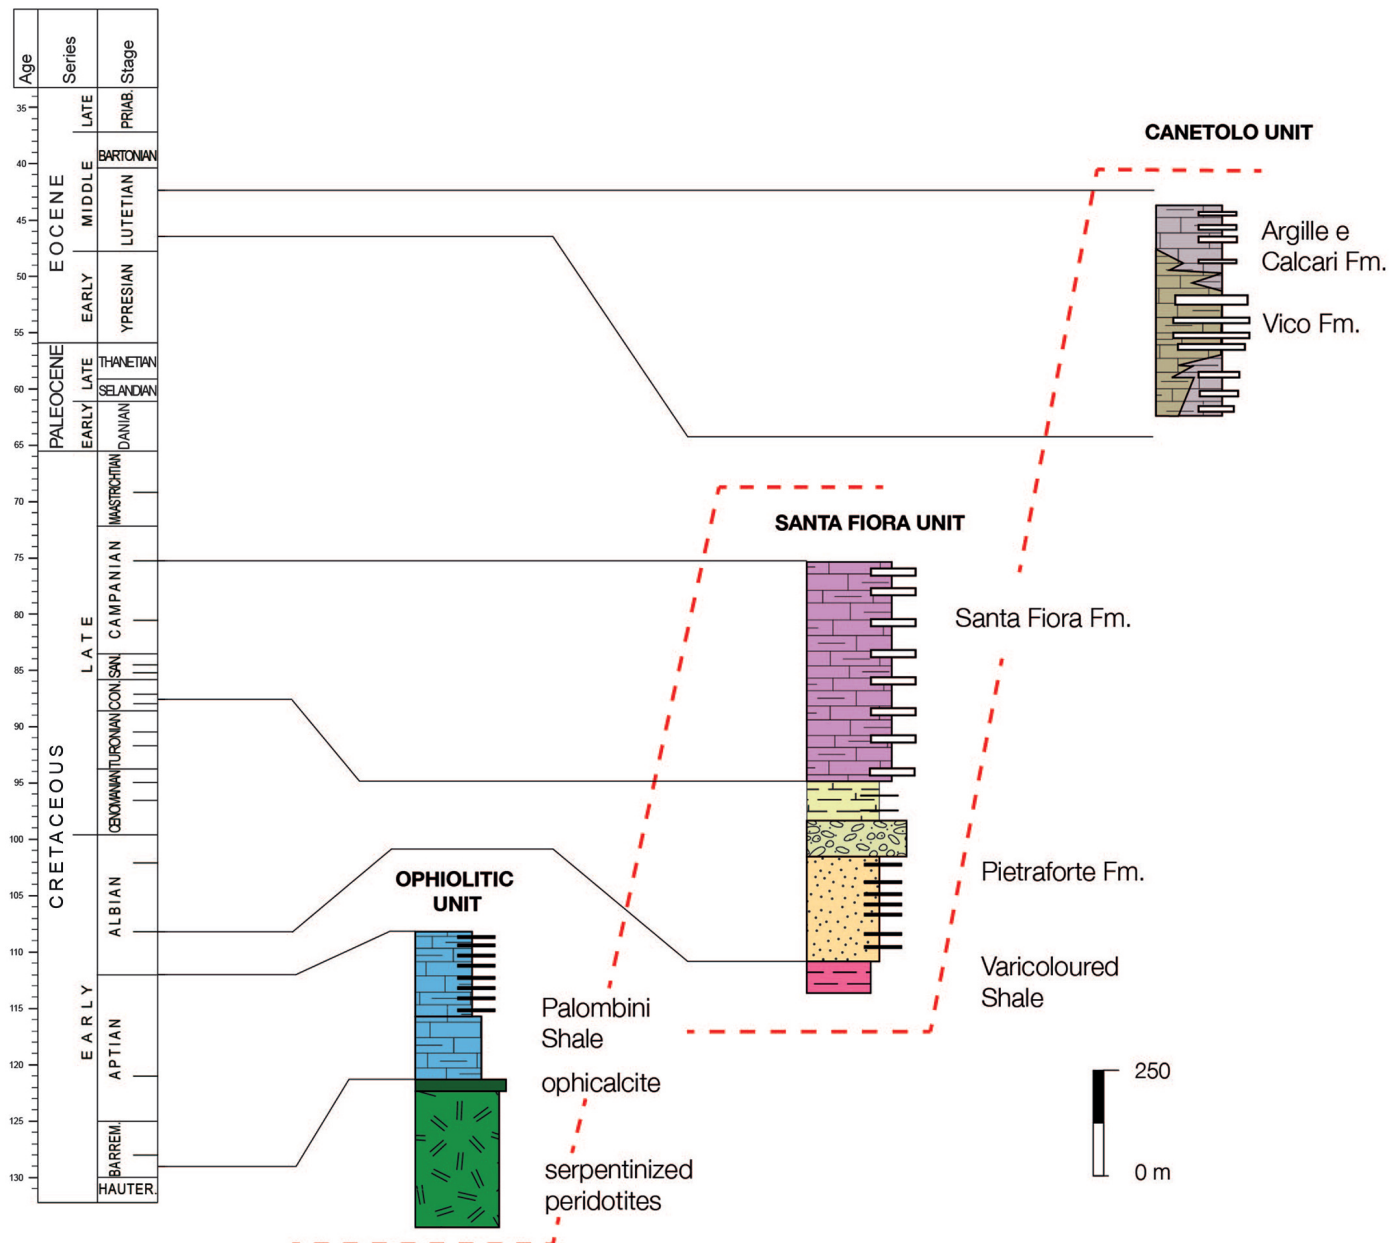 Age
Series
Stage
35
40
45
50
55
60
65
70
75
80
85
90
95
100
105
110
115
120
125
130
EOCENE
PALEOCENE
CRETACEOUS
LATE
MIDDLE
EARLY
LATE
EARLY
LATE
EARLY
PRIAB.
BARTONIAN
LUTETIAN
YPRESIAN
THANETIAN
SELANDIAN
DANIAN
MAASTRICHTIAN
CAMPANIAN
SAN.
CON.
TURONIAN
CENOMANIAN
ALBIAN
APTIAN
BARREM.
HAUTER.
CANETOLO UNIT
Argille e
Calcari Fm.
Vico Fm.
SANTA FIORA UNIT
Santa Fiora Fm.
Pietraforte Fm.
Varicoloured
Shale
OPHIOLITIC
UNIT
Palombini
Shale
ophicalcite
serpentinized
peridotites
250
0 m